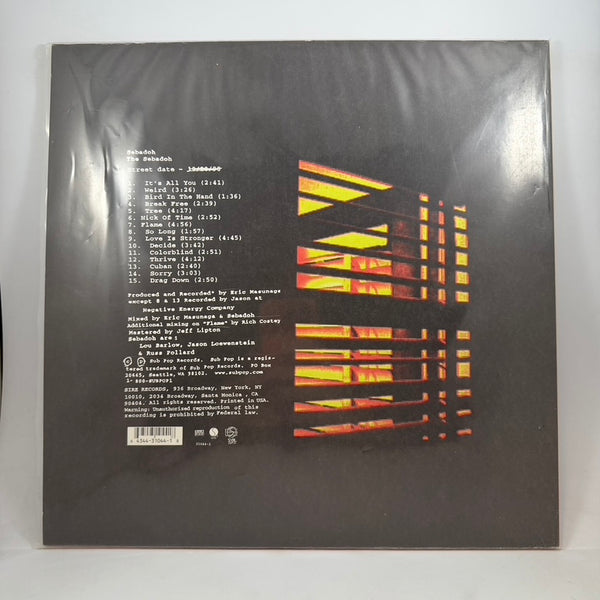 Sebadoh
The Sebadoh
Street date -
1. It's All You (2:41)
2. Weird (3:26)
3. Bird In The Hand (1:36)
4. Break Free (2:39)
5. Tree (4:17)
6. Nick Of Time (2:52)
7. Flame (4:56)
8. So Long (1:57)
9. Love Is Stronger (4:45)
10. Decide (3:42)
11. Colorblind (2:51)
12. Thrive (4:12)
13. Cuban (2:40)
14. Sorry (3:03)
15. Drag Down (2:50)
Produced and Recorded* by Eric Masunaga
except 8 & 13 Recorded by Jason at
Negative Energy Company
Mixed by Eric Masunaga & Sebadoh
Additional mixing on "Flame" by Rich Costey
Mastered by Jeff Lipton
Sebadoh are :
Lou Barlow, Jason Loewenstein
& Russ Pollard
Sub Pop Records. Sub Pop is a regis-
tered trademark of Sub Pop Records. PO Box
20645, Seattle, WA 98102. www.subpop.com
1- 800-SUBPOP1
SIRE RECORDS, 936 Broadway, New York, NY
10010, 2034 Broadway, Santa Monica , CA
90404. All rights reserved. Printed in USA.
Warning: Unauthorized reproduction of this
recording is prohibited by Federal law.